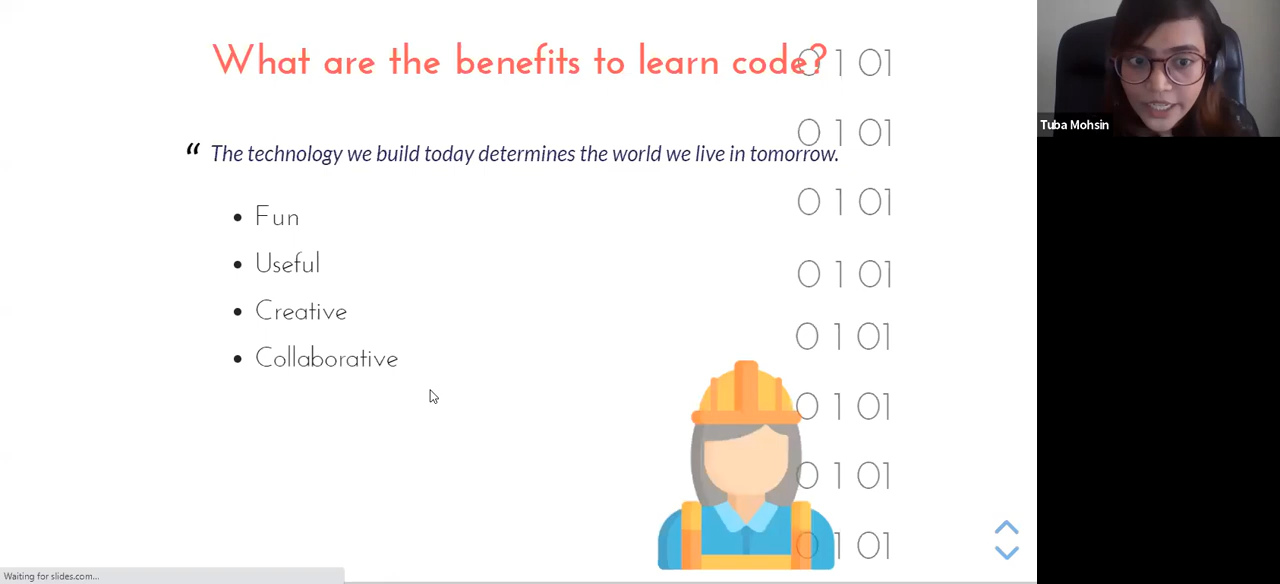 What are the benefits to learn code?
“ The technology we build today determines the world we live in tomorrow.
• Fun
• Useful
• Creative
• Collaborative
0 1 01
0 1 01
0 1 01
0 1 01
0 1 01
0 1 01
0 1 01
0 1 01
Tuba Mohsin
Waiting for slides.com...